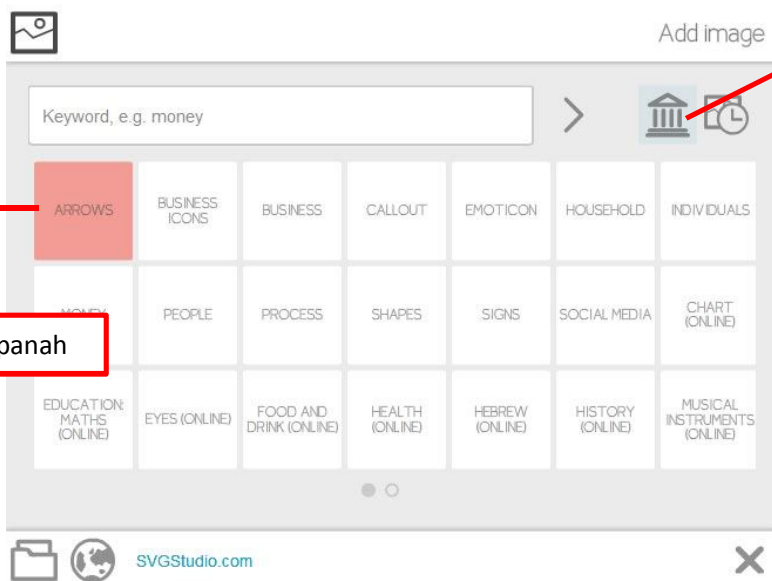 Add image
Keyword, e.g. money
ARROWS
BUSINESS
ICONS
BUSINESS
CALLOUT
EMOTICON
HOUSEHOLD
INDIVIDUALS
MONEY
PEOPLE
PROCESS
SHAPES
SIGNS
SOCIAL MEDIA
CHART
(ONLINE)
panah
EDUCATION:
MATHS
(ONLINE)
EYES (ONLINE)
FOOD AND
DRINK (ONLINE)
HEALTH
(ONLINE)
HEBREW
(ONLINE)
HISTORY
(ONLINE)
MUSICAL
INSTRUMENTS
(ONLINE)
SVGStudio.com